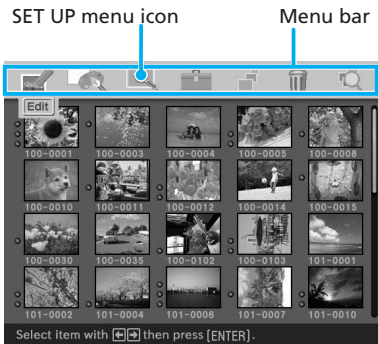 SET UP menu icon Menu bar
Edit
100-0001 100-0003 100-0004 100-0005 100-0008
100-0010 100-0011 100-0012 100-0014 100-0015
100-0030 100-0035 100-0102 100-0103 101-0001
101-0002 101-0004 101-0006 101-0007 101-0010
Select item with ←→ then press [ENTER].